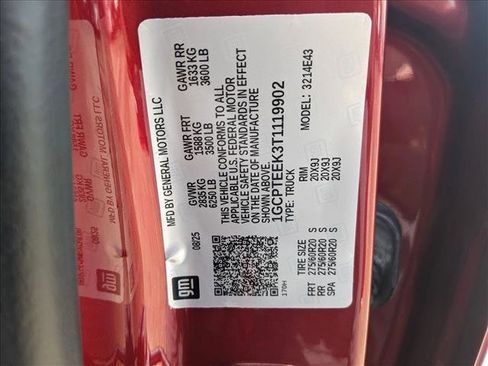 MFD BY GENERAL MOTORS LLC
gm
08/25
GVWR
2835 KG
6250 LB
GAWR FRT
1588 KG
3500 LB
GAWR RR
1633 KG
3600 LB
THIS VEHICLE CONFORMS TO ALL
APPLICABLE U.S. FEDERAL MOTOR
VEHICLE SAFETY STANDARDS IN EFFECT
ON THE DATE OF MANUFACTURE
SHOWN ABOVE.
1GCPTEEK3T1119902
TYPE: TRUCK
MODEL: 3214E43
170H
TIRE SIZE RIM
FRT 275/60R20 S 20X9J
RR 275/60R20 S 20X9J
SPA 275/60R20 S 20X9J